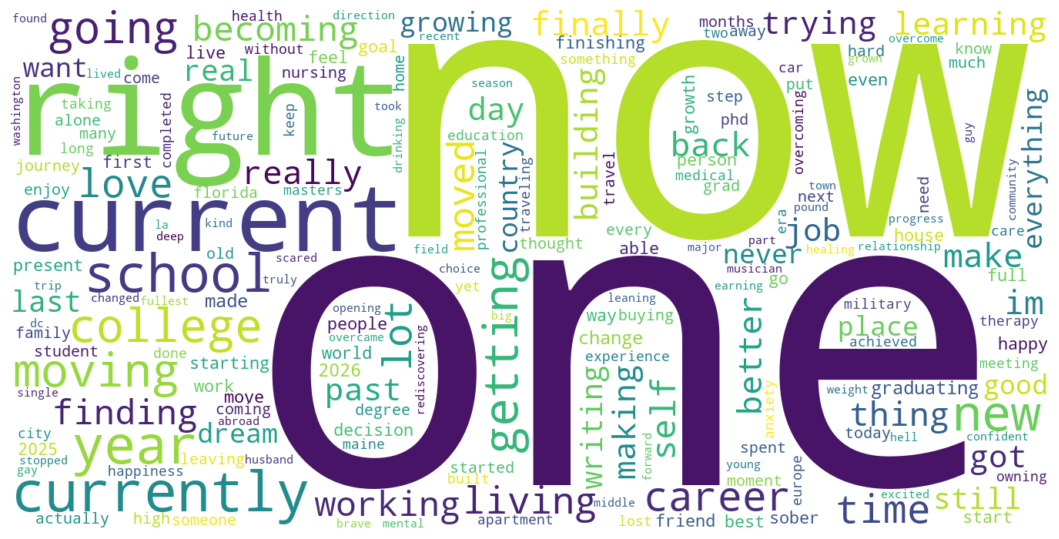 found
health
direction
going
becoming
growing
recent
finally
months
two
away
trying
learning
want
come
live
without
real
feel
nursing
goal
home
finishing
something
car
put
hard
even
overcome
know
much
grown
lived
right
now
washington
taking
alone
many
long
completed
future
keep
took
drinking
season
day
education
building
growth
step
phd
back
person
medical
grad
travel
overcoming
guy
everything
journey
first
really
enjoy
love
florida
masters
moved
professional
country
traveling
town
next
pound
era
need
progress
community
current
la
kind
deep
thought
every
able
major
part
job
house
care
healing
relationship
present
school
old
scared
truly
field
choice
yet
way
buying
never
go
musician
earning
make
full
trip
changed
fullest
last
made
one
opening
people
overcame
lot
getting
big
leaning
change
better
military
place
achieved
im
therapy
happy
dc
family
college
student
done
starting
world
2026
rediscovering
experience
meeting
moving
work
past
degree
writing
making
self
anxiety
weight
graduating
good
single
finding
move
coming
abroad
decision
maine
forward
thing
new
today
hell
confident
city
2025
year
dream
leaving
husband
spent
young
moment
europe
got
owning
stopped
gay
happiness
started
built
currently
working
living
middle
career
time
excited
still
actually
high
someone
brave
mental
apartment
lost
friend
best
sober
start